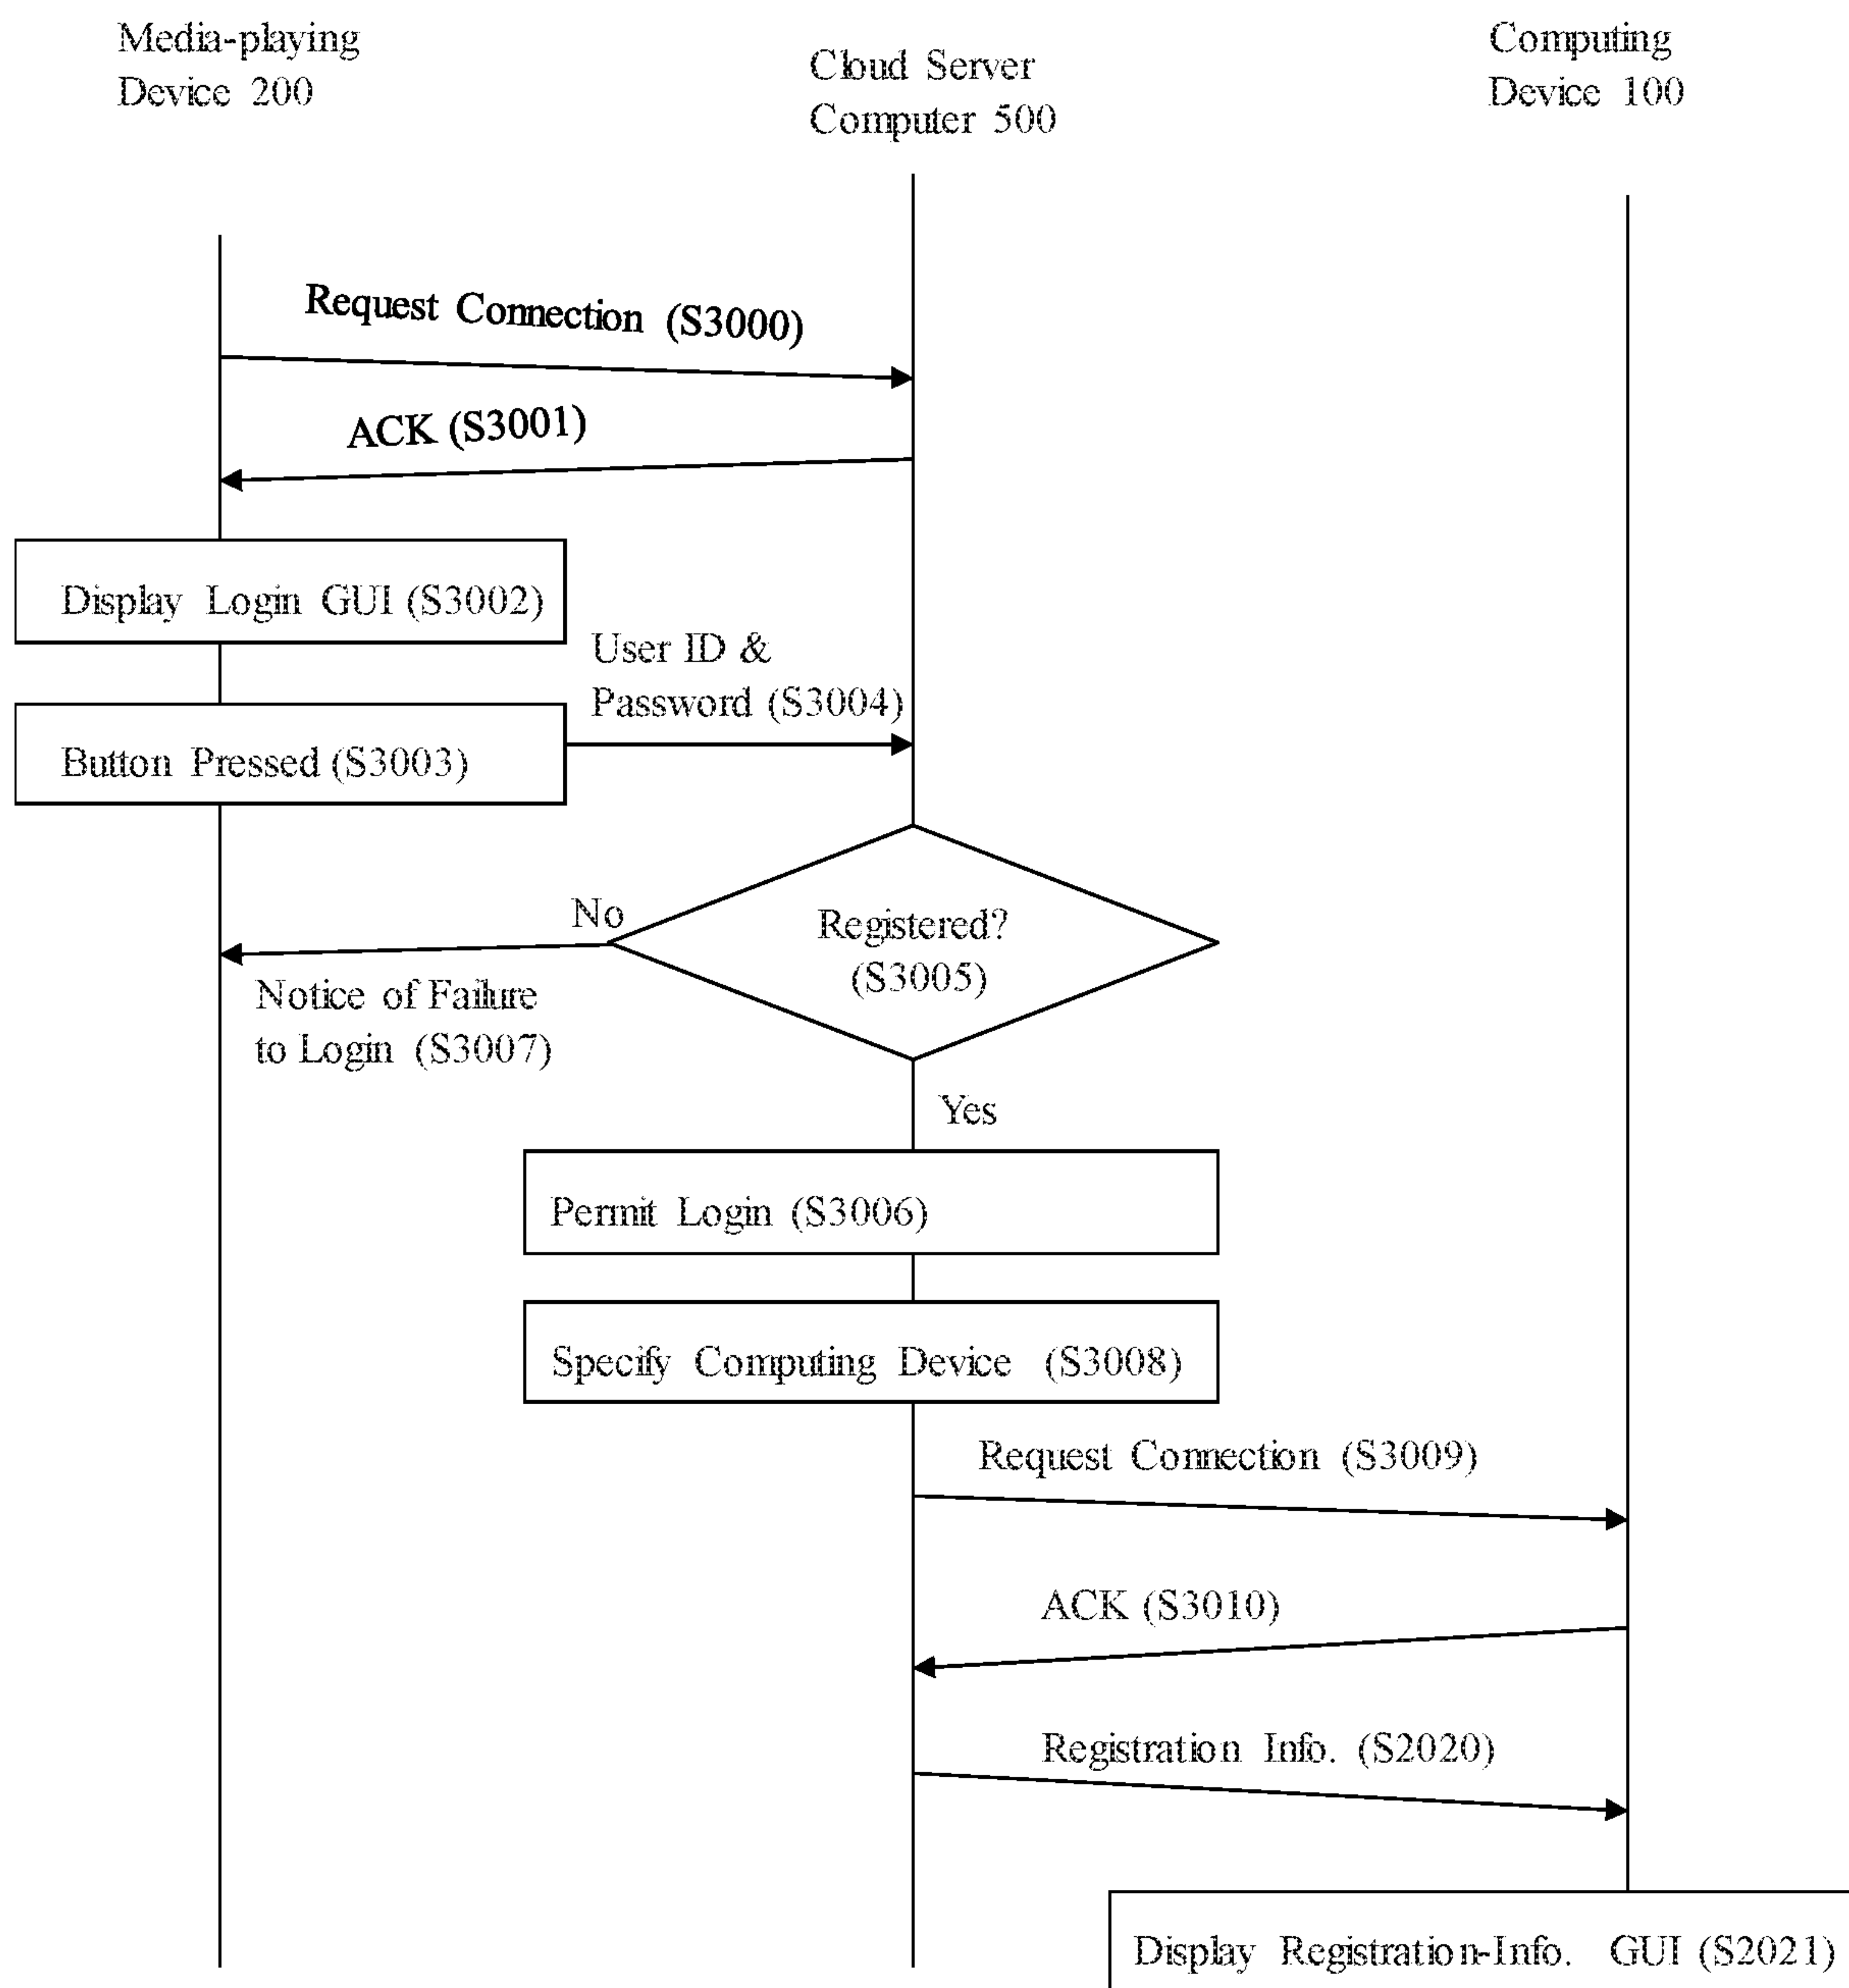 Media-playing
Device 200
Cloud Server
Computer 500
Computing
Device 100
Request Connection (S3000)
ACK (S3001)
Display Login GUI (S3002)
User ID &
Password (S3004)
Button Pressed (S3003)
No
Registered?
(S3005)
Notice of Failure
to Login (S3007)
Yes
Permit Login (S3006)
Specify Computing Device (S3008)
Request Connection (S3009)
ACK (S3010)
Registration Info. (S2020)
Display Registration-Info. GUI (S2021)